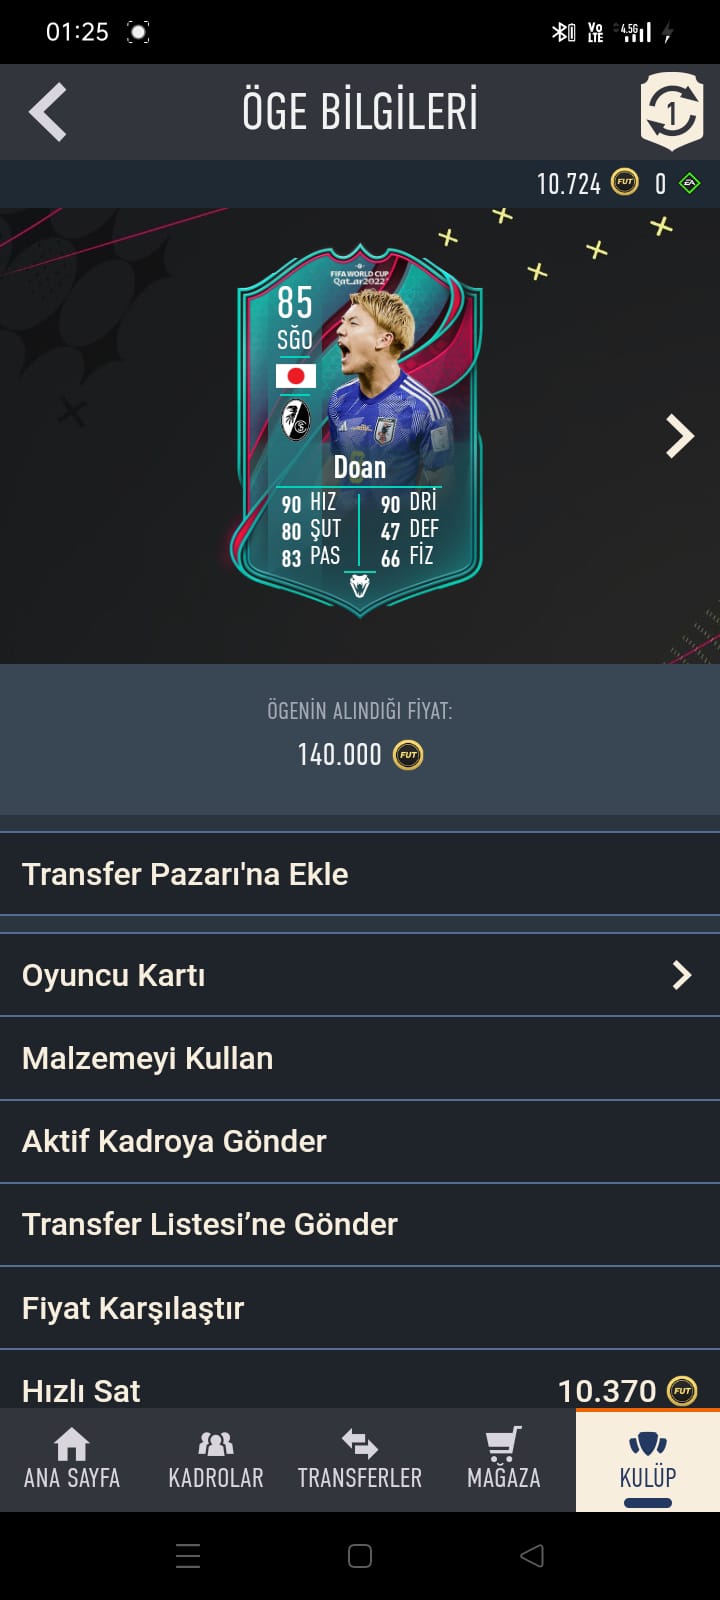 01:25
Vo LTE 4.5G
ÖGE BİLGİLERİ
1
10.724 FUT 0 EA
FIFA WORLD CUP
Qatar2022
85
SĞO
Doan
90 HIZ 90 DRİ
80 ŞUT 47 DEF
83 PAS 66 FİZ
ÖGENİN ALINDIĞI FİYAT:
140.000 FUT
Transfer Pazarı'na Ekle
Oyuncu Kartı
Malzemeyi Kullan
Aktif Kadroya Gönder
Transfer Listesi’ne Gönder
Fiyat Karşılaştır
Hızlı Sat 10.370 FUT
ANA SAYFA KADROLAR TRANSFERLER MAĞAZA KULÜP